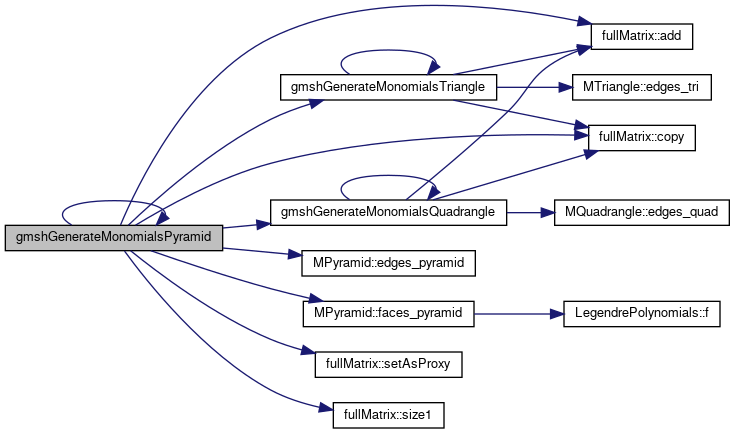 fullMatrix::add
gmshGenerateMonomialsTriangle
MTriangle::edges_tri
fullMatrix::copy
gmshGenerateMonomialsQuadrangle
MQuadrangle::edges_quad
gmshGenerateMonomialsPyramid
MPyramid::edges_pyramid
MPyramid::faces_pyramid
LegendrePolynomials::f
fullMatrix::setAsProxy
fullMatrix::size1